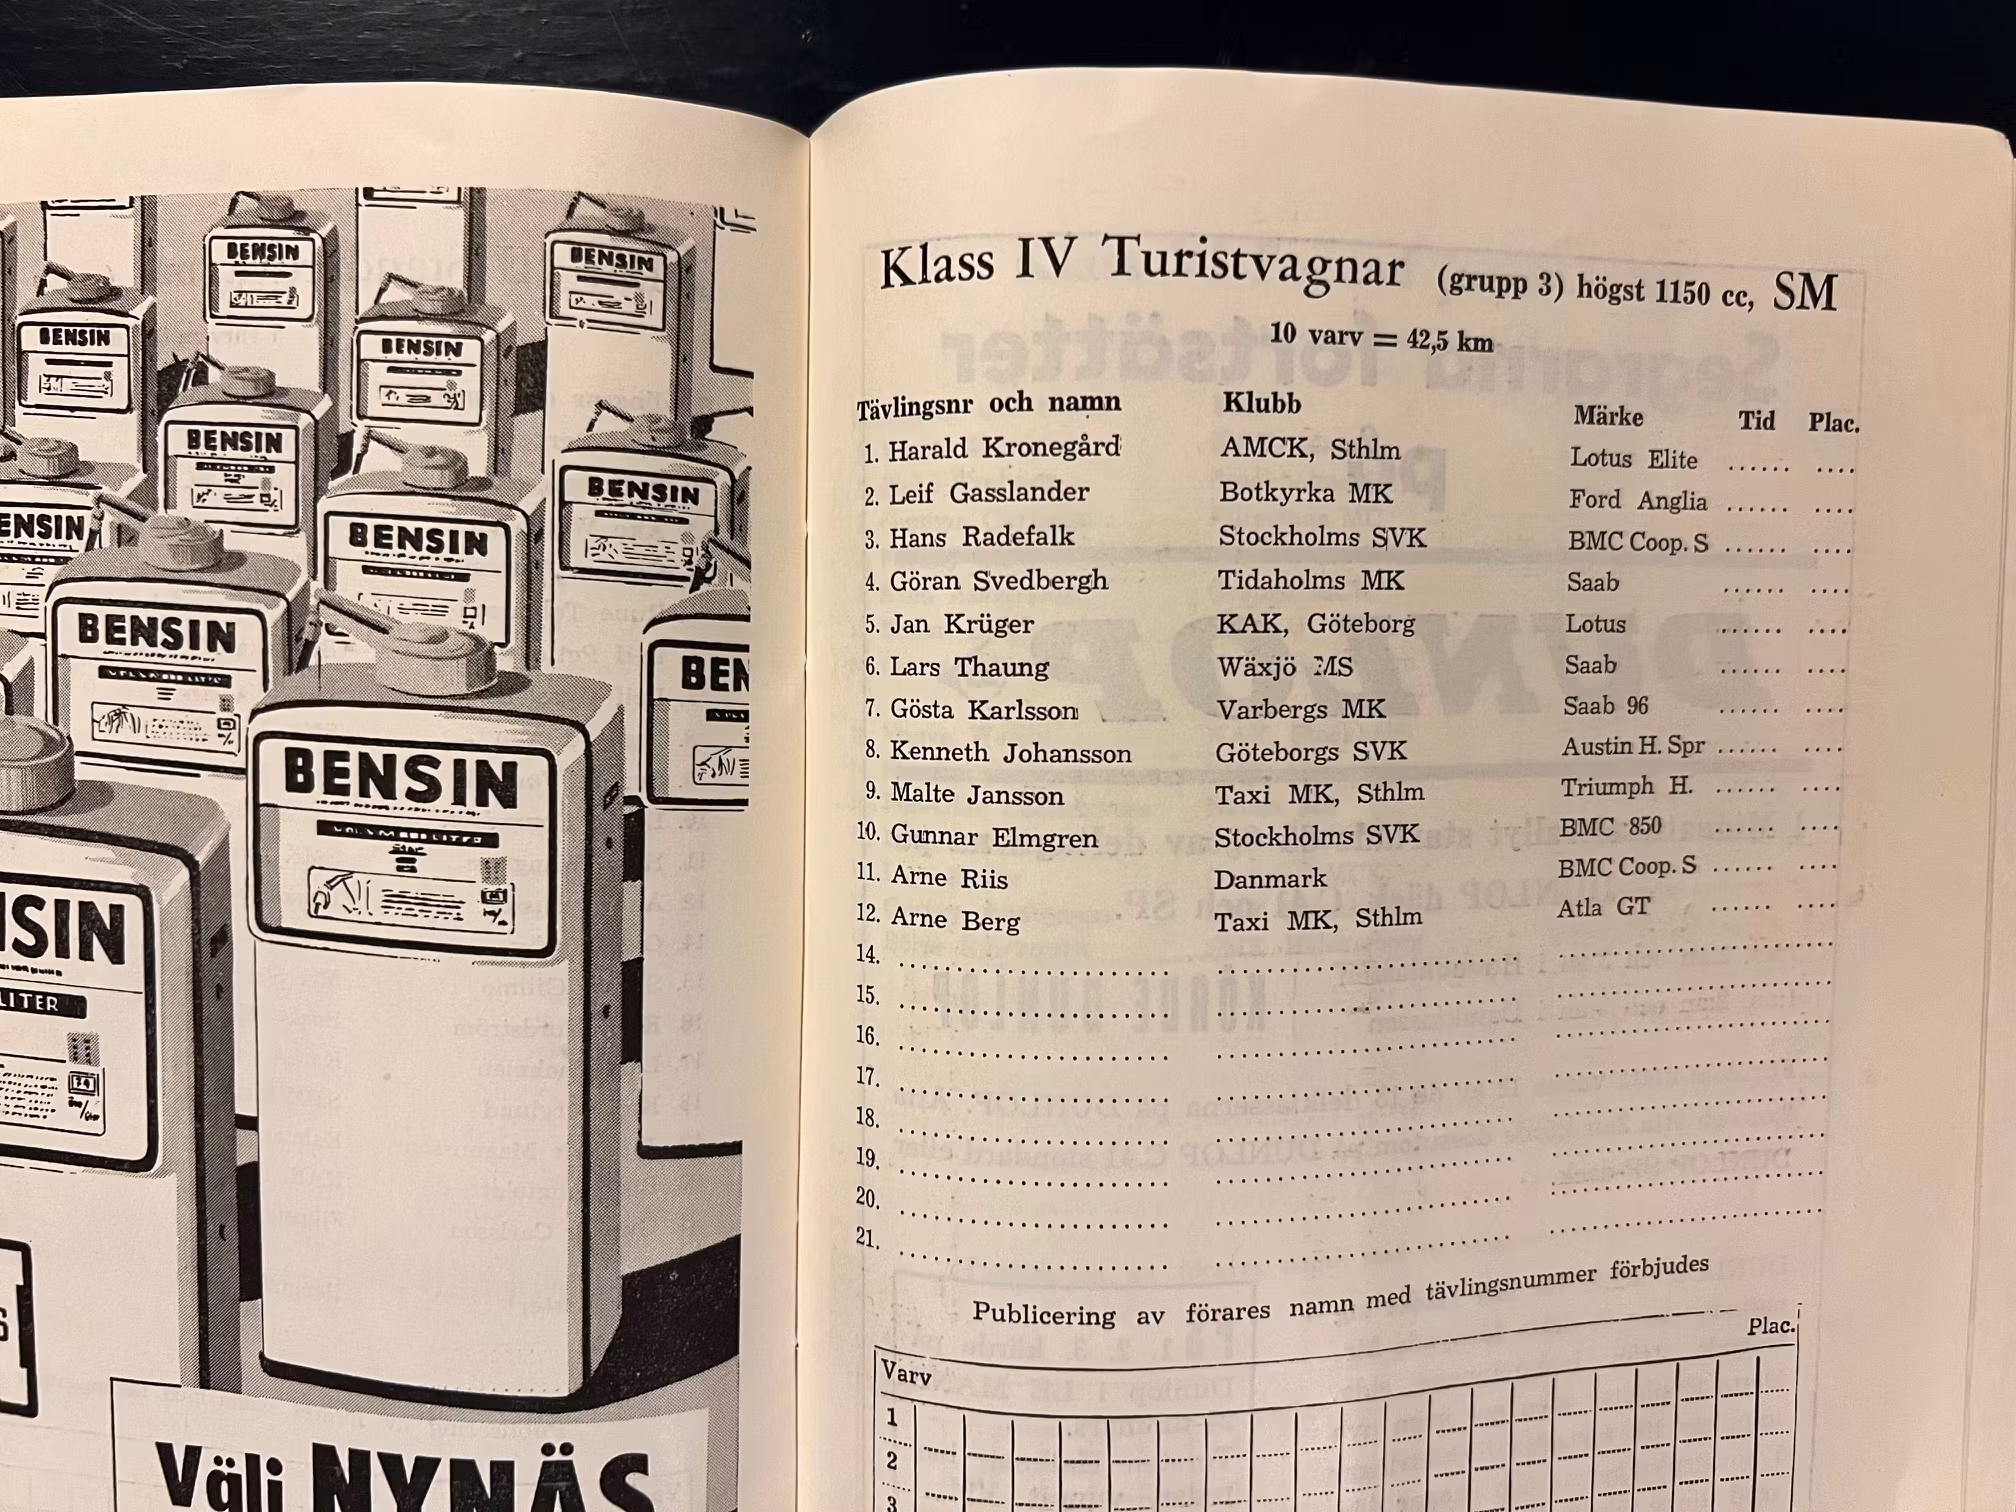 BENSIN
BENSIN
BENSIN
BENSIN
BENSIN
BENSIN
ENSIN
BENSIN
BENSIN
BEN
BENSIN
NSIN
LITER
Välj NYNÄS
Klass IV Turistvagnar (grupp 3) högst 1150 cc, SM
10 varv = 42,5 km
Tävlingsnr och namn Klubb Märke Tid Plac.
1. Harald Kronegård AMCK, Sthlm Lotus Elite ...... ....
2. Leif Gasslander Botkyrka MK Ford Anglia ...... ....
3. Hans Radefalk Stockholms SVK BMC Coop. S ...... ....
4. Göran Svedbergh Tidaholms MK Saab ...... ....
5. Jan Krüger KAK, Göteborg Lotus ...... ....
6. Lars Thaung Wäxjö MS Saab ...... ....
7. Gösta Karlsson Varbergs MK Saab 96 ...... ....
8. Kenneth Johansson Göteborgs SVK Austin H. Spr ...... ....
9. Malte Jansson Taxi MK, Sthlm Triumph H. ...... ....
10. Gunnar Elmgren Stockholms SVK BMC 850 ...... ....
11. Arne Riis Danmark BMC Coop. S ...... ....
12. Arne Berg Taxi MK, Sthlm Atla GT ...... ....
14.
15.
16.
17.
18.
19.
20.
21.
Publicering av förares namn med tävlingsnummer förbjudes
Varv Plac.
1
2
3